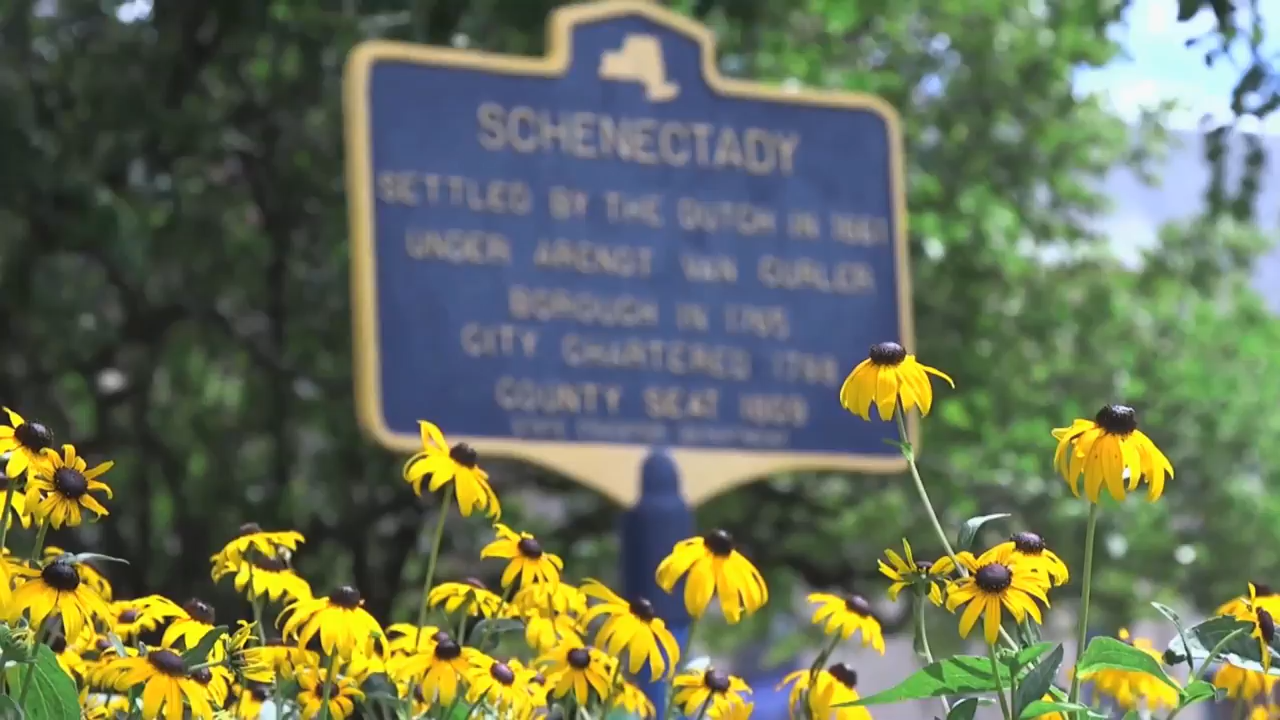 SCHENECTADY
SETTLED BY THE DUTCH IN 1661
UNDER ARENDT VAN CURLER
BOROUGH IN 1765
CITY CHARTERED 1798
COUNTY SEAT 1809